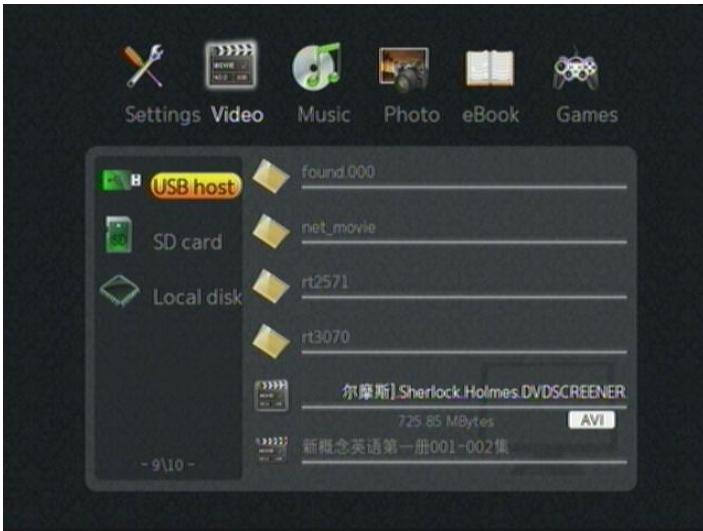 Settings Video Music Photo eBook Games
USB host
SD card
Local disk
- 9\10 -
found.000
net_movie
rt2571
rt3070
尔摩斯].Sherlock.Holmes.DVDSCREENER
725.85 MBytes AVI
新概念英语第一册001-002集